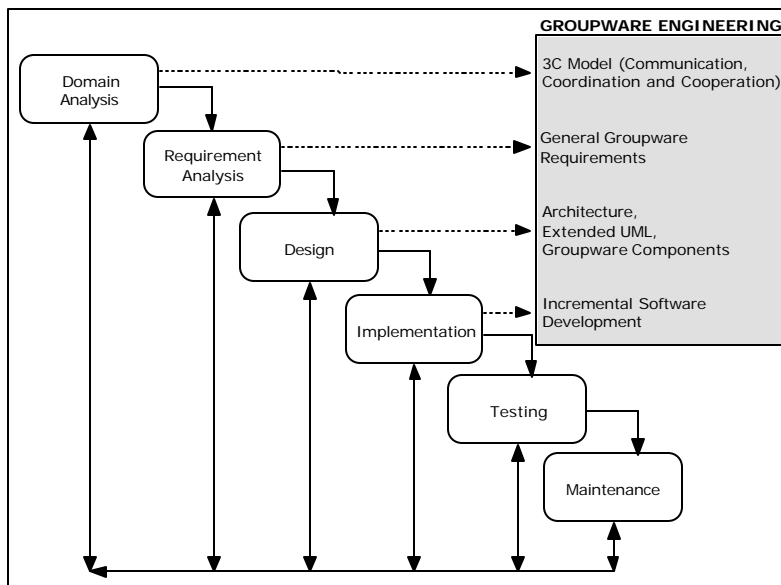 GROUPWARE ENGINEERING
Domain
Analysis
3C Model (Communication,
Coordination and Cooperation)
Requirement
Analysis
General Groupware
Requirements
Design
Architecture,
Extended UML,
Groupware Components
Implementation
Incremental Software
Development
Testing
Maintenance